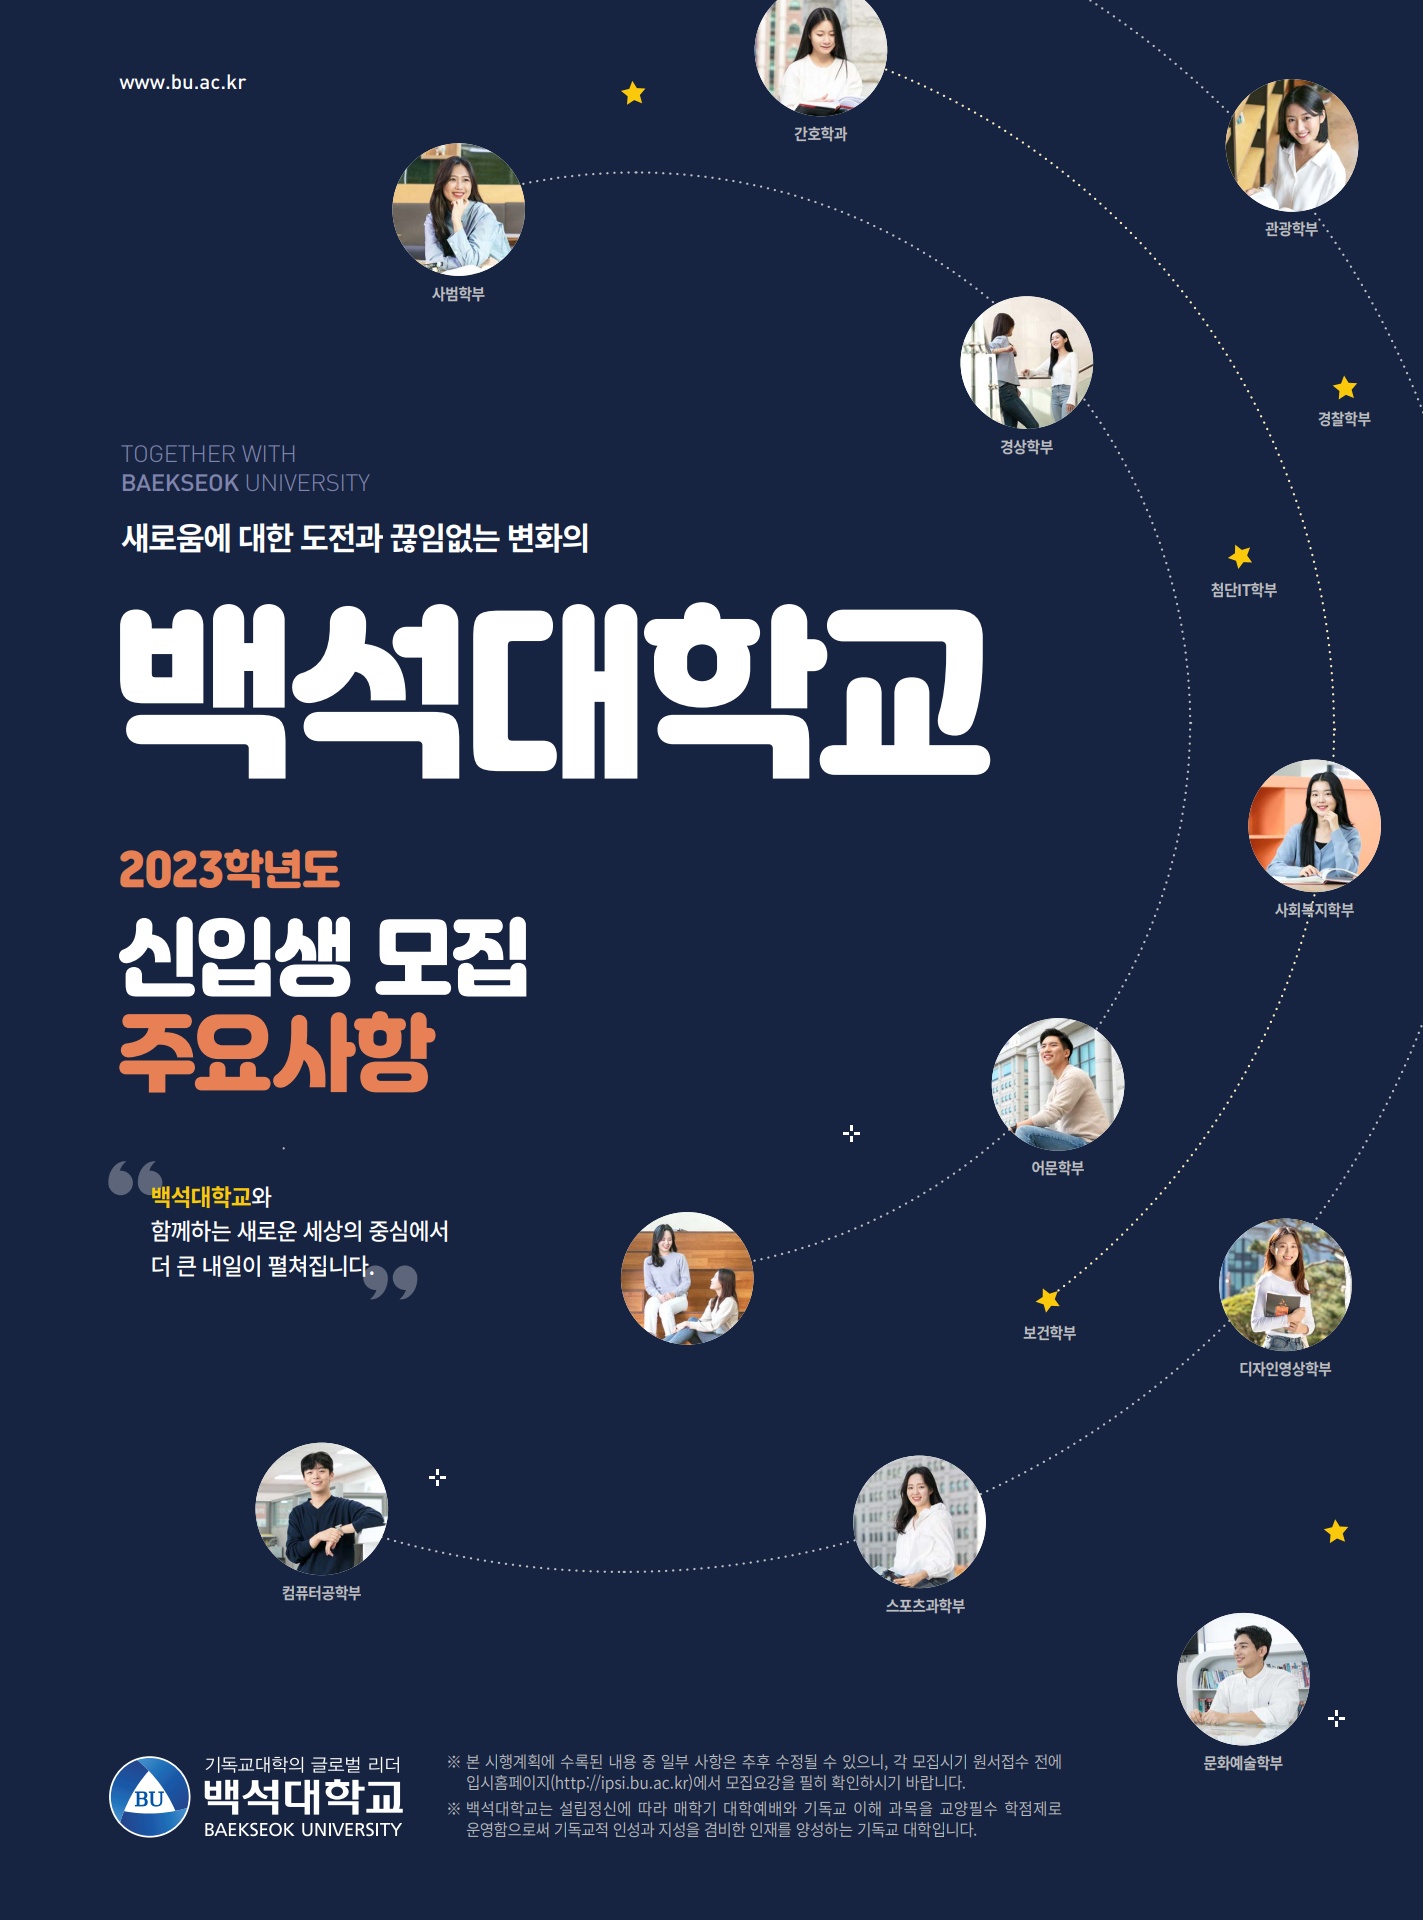 www.bu.ac.kr
간호학과
관광학부
사범학부
경상학부
경찰학부
TOGETHER WITH
BAEKSEOK UNIVERSITY
새로움에 대한 도전과 끊임없는 변화의
첨단IT학부
백석대학교
2023학년도
신입생 모집
주요사항
사회복지학부
어문학부
“백석대학교와
함께하는 새로운 세상의 중심에서
더 큰 내일이 펼쳐집니다.”
보건학부
디자인영상학부
컴퓨터공학부
스포츠과학부
문화예술학부
BU
기독교대학의 글로벌 리더
백석대학교
BAEKSEOK UNIVERSITY
※ 본 시행계획에 수록된 내용 중 일부 사항은 추후 수정될 수 있으니, 각 모집시기 원서접수 전에
입시홈페이지(http://ipsi.bu.ac.kr)에서 모집요강을 필히 확인하시기 바랍니다.
※ 백석대학교는 설립정신에 따라 매학기 대학예배와 기독교 이해 과목을 교양필수 학점제로
운영함으로써 기독교적 인성과 지성을 겸비한 인재를 양성하는 기독교 대학입니다.